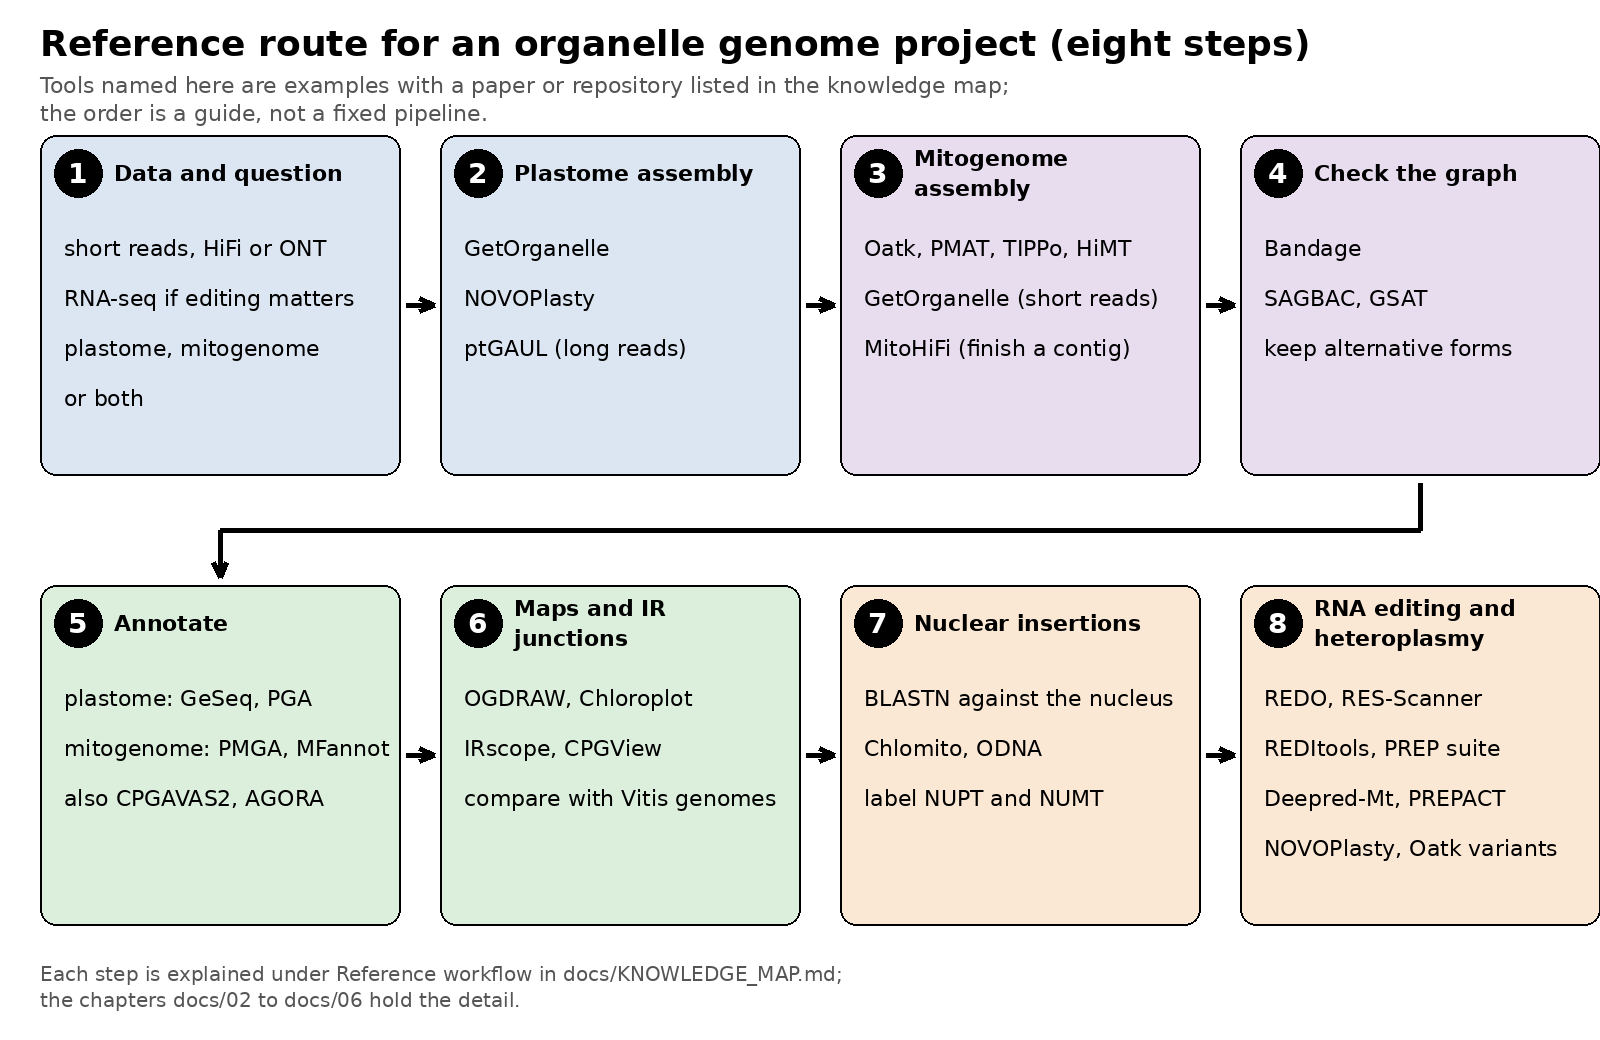 Reference route for an organelle genome project (eight steps)
Tools named here are examples with a paper or repository listed in the knowledge map;
the order is a guide, not a fixed pipeline.
1 Data and question
short reads, HiFi or ONT
RNA-seq if editing matters
plastome, mitogenome
or both
2 Plastome assembly
GetOrganelle
NOVOPlasty
ptGAUL (long reads)
3 Mitogenome
assembly
Oatk, PMAT, TIPPo, HiMT
GetOrganelle (short reads)
MitoHiFi (finish a contig)
4 Check the graph
Bandage
SAGBAC, GSAT
keep alternative forms
5 Annotate
plastome: GeSeq, PGA
mitogenome: PMGA, MFannot
also CPGAVAS2, AGORA
6 Maps and IR
junctions
OGDRAW, Chloroplot
IRscope, CPGView
compare with Vitis genomes
7 Nuclear insertions
BLASTN against the nucleus
Chlomito, ODNA
label NUPT and NUMT
8 RNA editing and
heteroplasmy
REDO, RES-Scanner
REDItools, PREP suite
Deepred-Mt, PREPACT
NOVOPlasty, Oatk variants
Each step is explained under Reference workflow in docs/KNOWLEDGE_MAP.md;
the chapters docs/02 to docs/06 hold the detail.